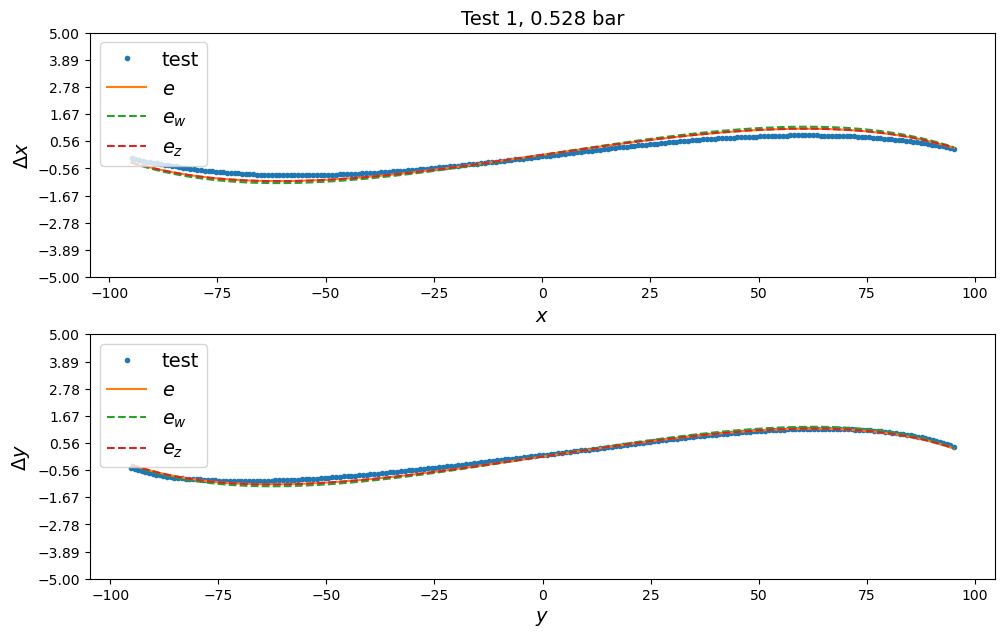 Test 1, 0.528 bar
5.00
3.89
2.78
1.67
0.56
−0.56
−1.67
−2.78
−3.89
−5.00
Δx
test
e
e_w
e_z
−100 −75 −50 −25 0 25 50 75 100
x
5.00
3.89
2.78
1.67
0.56
−0.56
−1.67
−2.78
−3.89
−5.00
Δy
test
e
e_w
e_z
−100 −75 −50 −25 0 25 50 75 100
y